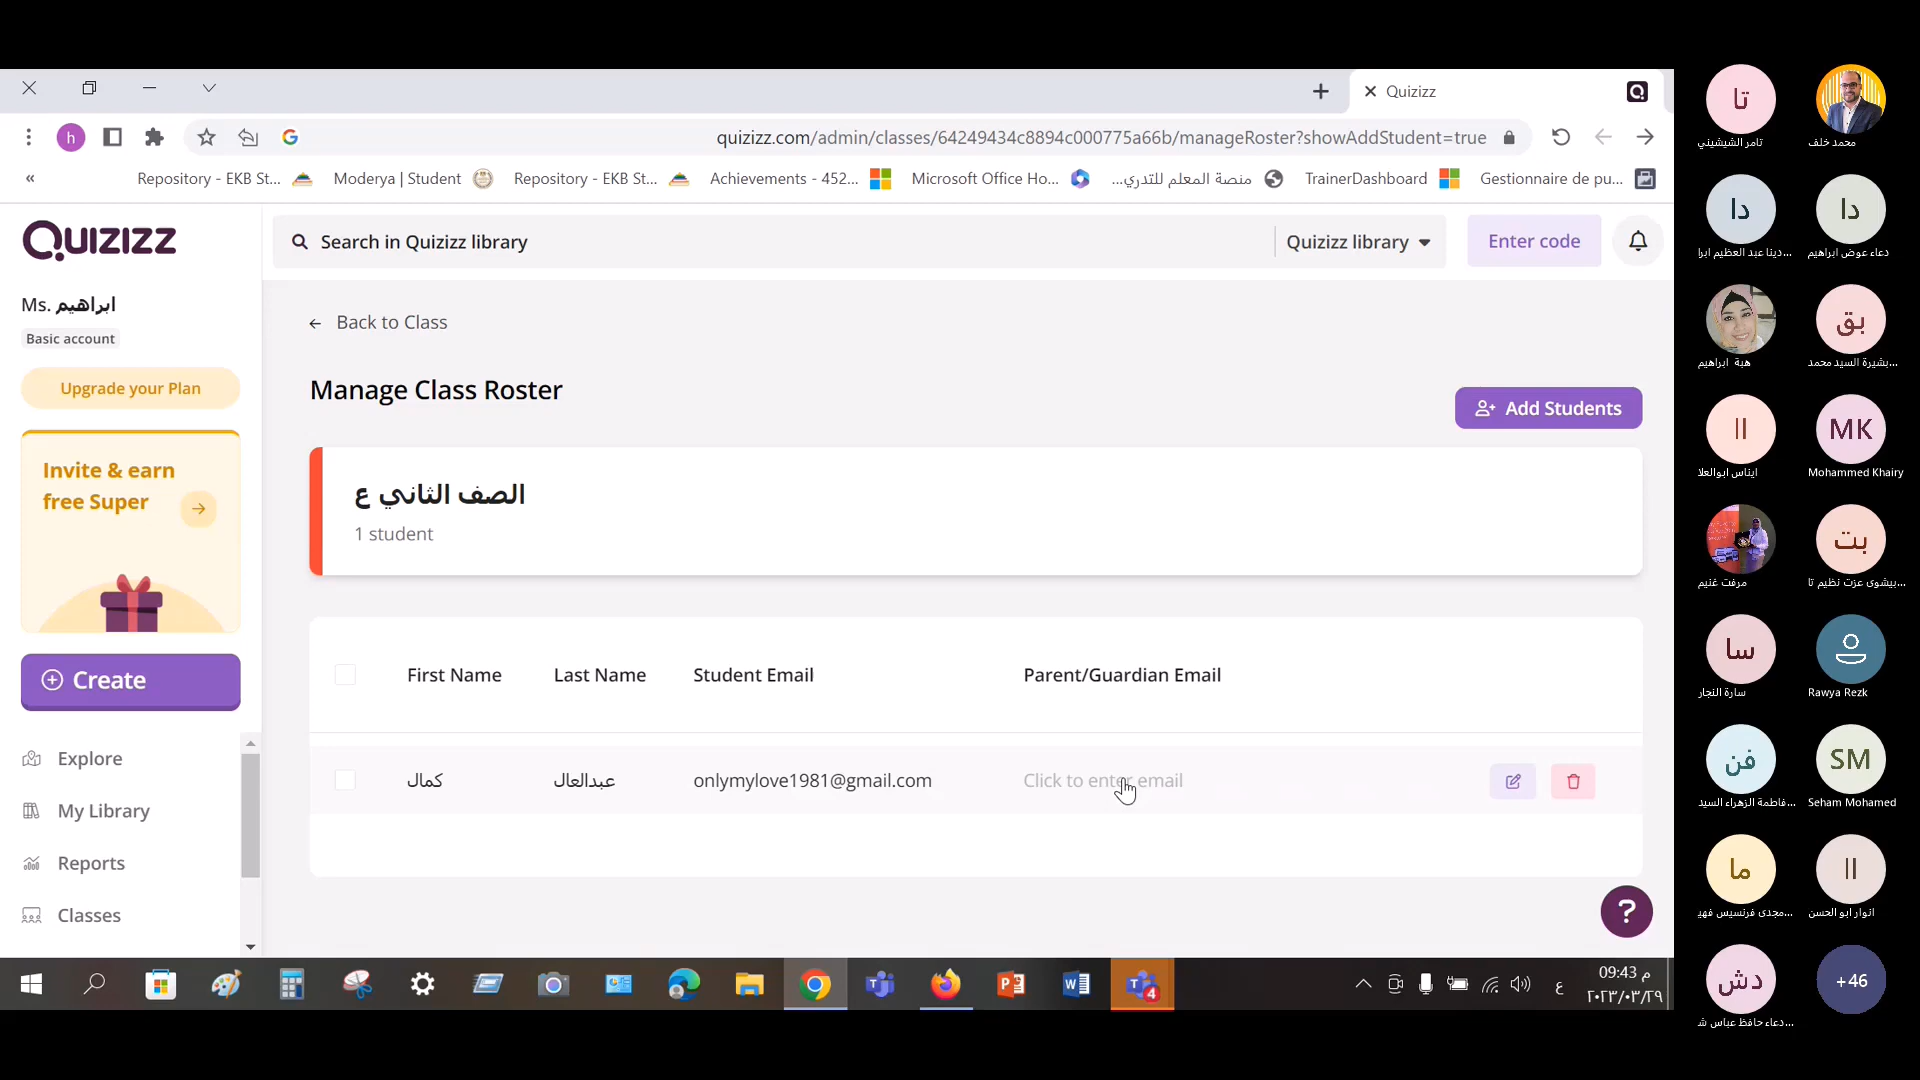 Quizizz
quizizz.com/admin/classes/64249434c8894c000775a66b/manageRoster?showAddStudent=true
h
«
Repository - EKB St...
Moderya | Student
Repository - EKB St...
Achievements - 452...
Microsoft Office Ho...
منصة المعلم للتدري...
TrainerDashboard
Gestionnaire de pu...
QUIZIZZ
Search in Quizizz library
Quizizz library
Enter code
Ms. ابراهيم
Basic account
Upgrade your Plan
Invite & earn
free Super
Create
Explore
My Library
Reports
Classes
Back to Class
Manage Class Roster
Add Students
الصف الثاني ع
1 student
First Name
Last Name
Student Email
Parent/Guardian Email
كمال
عبدالعال
onlymylove1981@gmail.com
Click to enter email
?
4
ع
09:43 م
٢٠٢٣/٠٣/٢٩
تا
تامر الشيشيني
محمد خلف
دا
دينا عبد العظيم ابرا...
دا
دعاء عوض ابراهيم
هبة ابراهيم
بق
بشيرة السيد محمد...
اا
ايناس ابوالعلا
MK
Mohammed Khairy
مرفت غنيم
بت
بيشوى عزت نظيم تا...
سا
سارة النجار
Rawya Rezk
فن
فاطمة الزهراء السيد...
SM
Seham Mohamed
ما
مجدى فرنسيس فهي...
اا
انوار ابو الحسن
دش
دعاء حافظ عباس ش...
+46